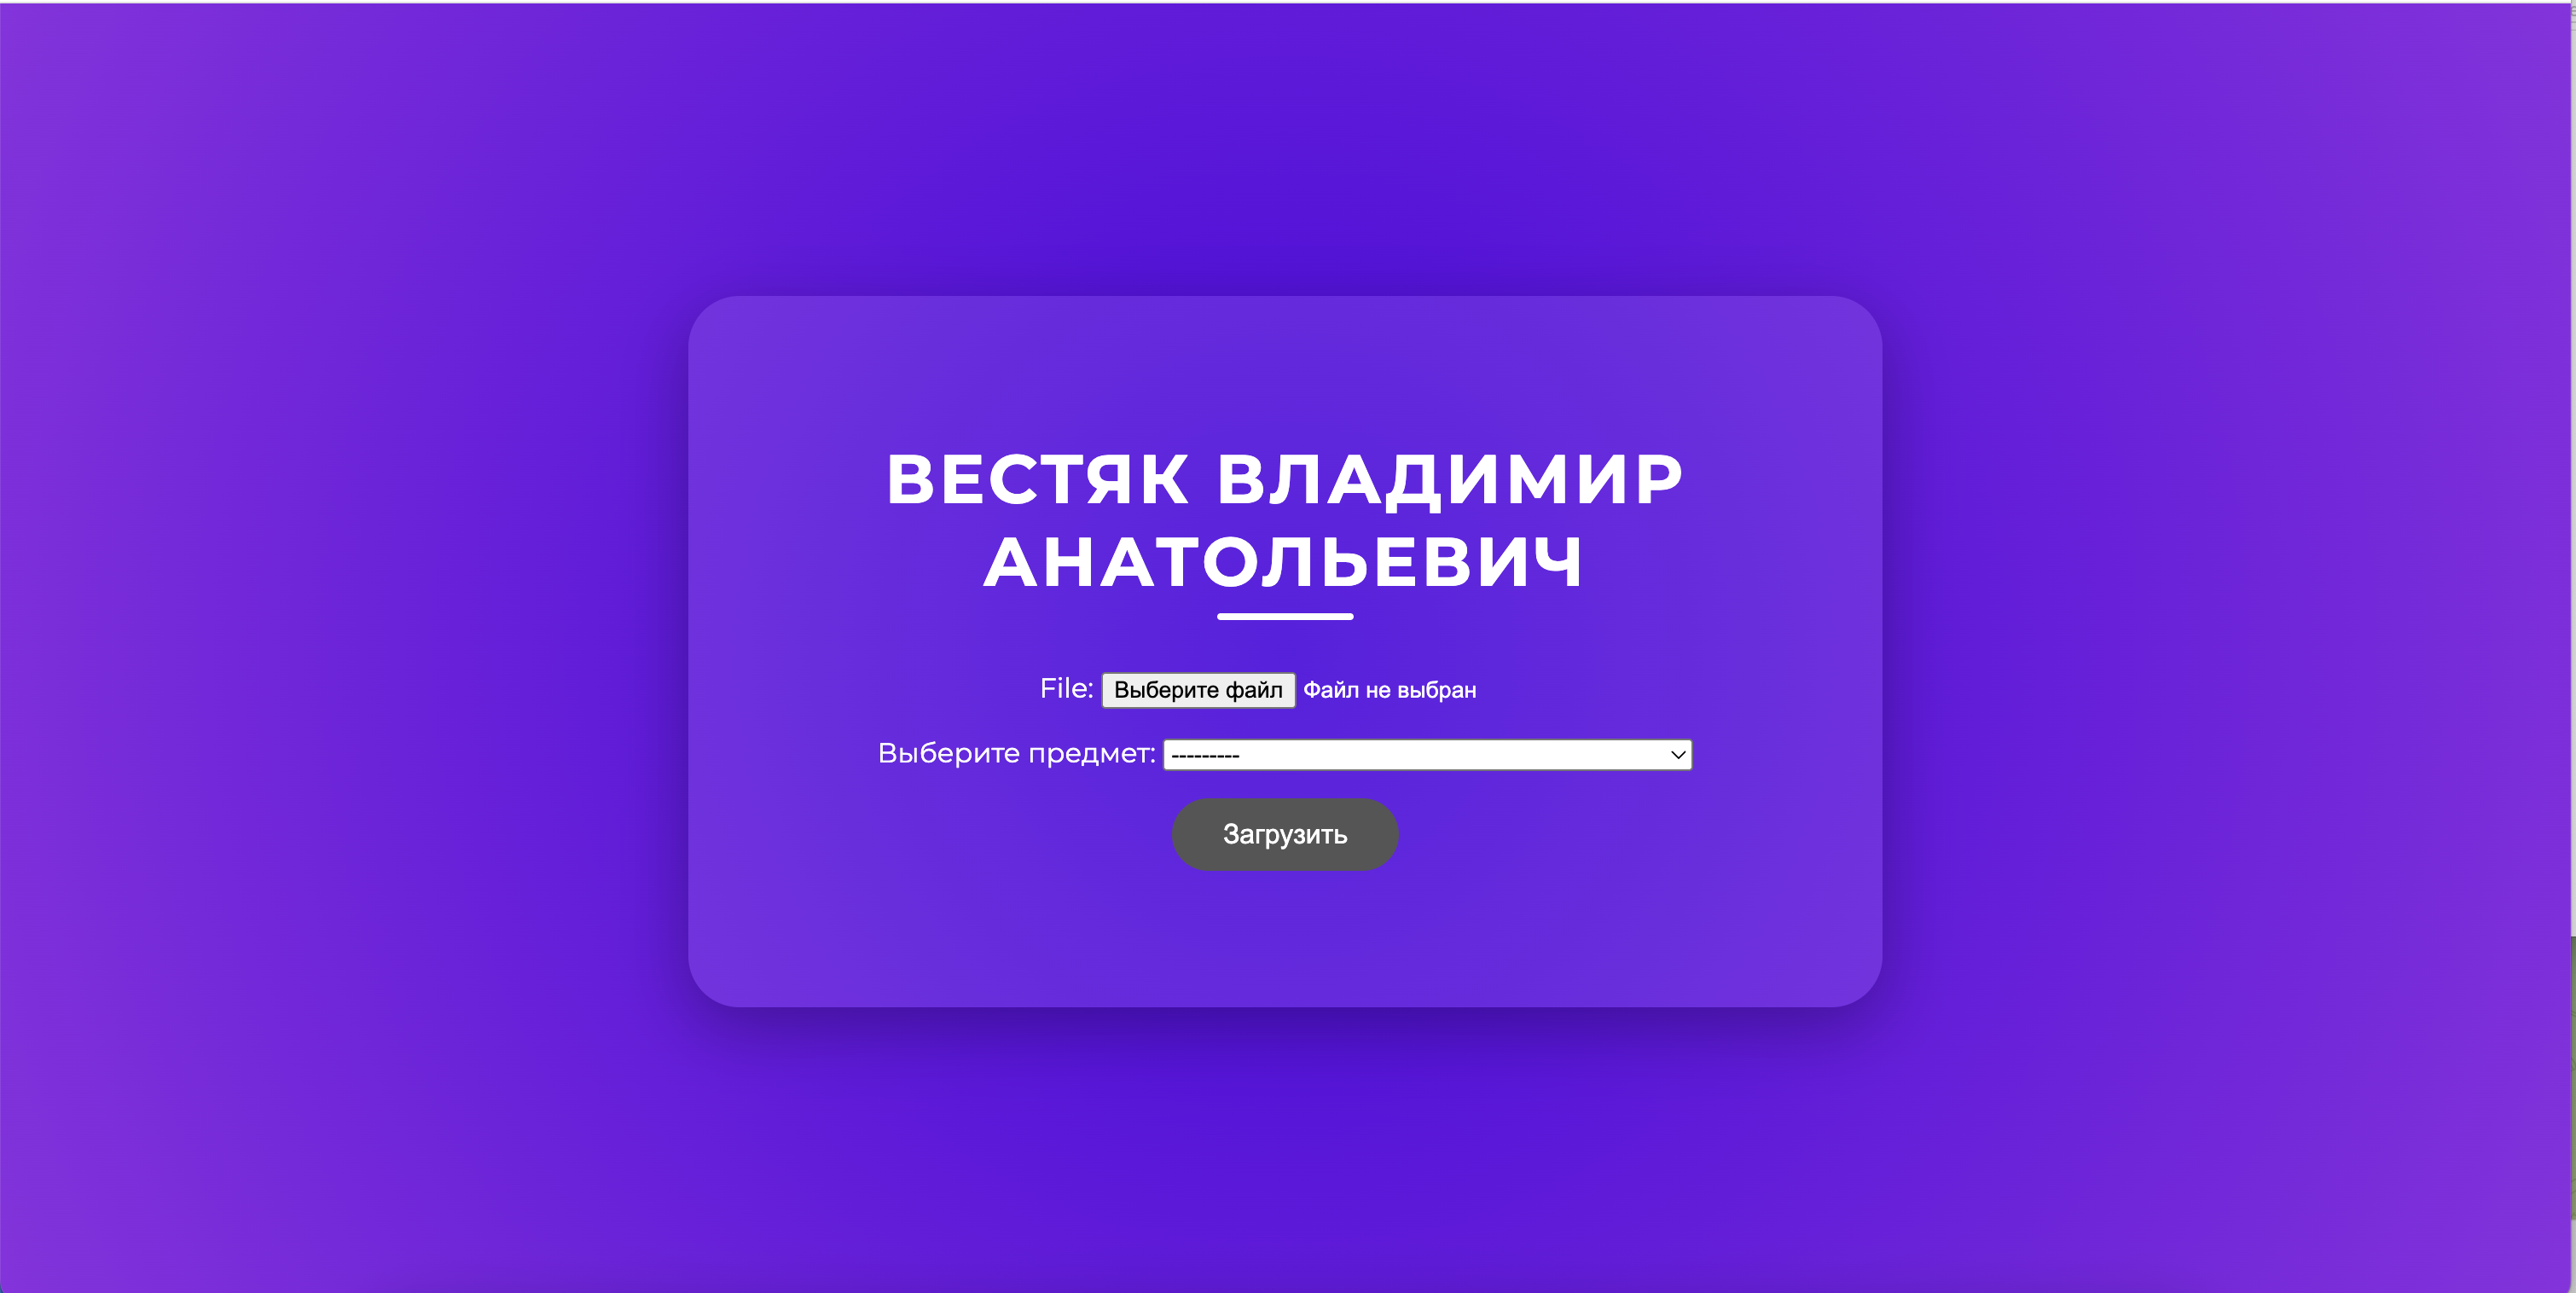 ВЕСТЯК ВЛАДИМИР
АНАТОЛЬЕВИЧ
File: Выберите файл Файл не выбран
Выберите предмет: ---------
Загрузить